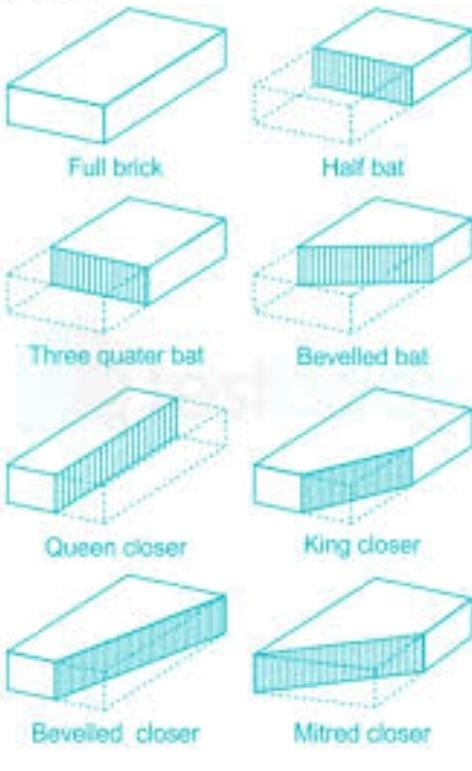 Full brick
Half bat
Three quater bat
Bevelled bat
Queen closer
King closer
Bevelled closer
Mitred closer